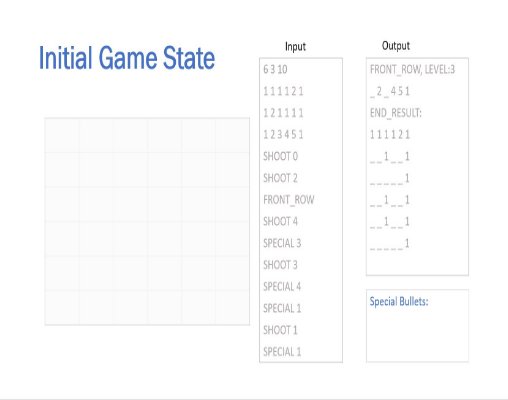 Initial Game State
Input
6 3 10
1 1 1 1 2 1
1 2 1 1 1 1
1 2 3 4 5 1
SHOOT 0
SHOOT 2
FRONT_ROW
SHOOT 4
SPECIAL 3
SHOOT 3
SPECIAL 4
SPECIAL 1
SHOOT 1
SPECIAL 1
Output
FRONT_ROW, LEVEL:3
_ 2 _ 4 5 1
END_RESULT:
1 1 1 1 2 1
_ _ 1 _ _ 1
_ _ _ _ _ 1
_ _ 1 _ _ 1
_ _ 1 _ _ 1
_ _ _ _ _ 1
Special Bullets: